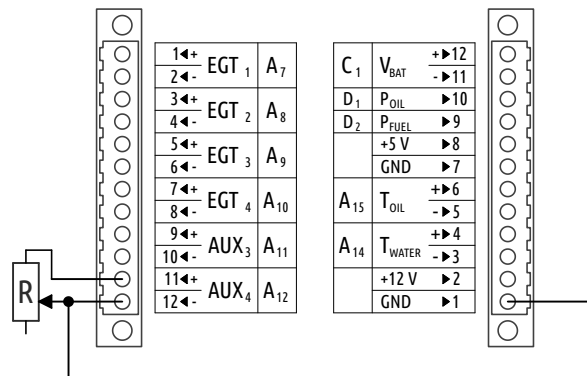 1 ◀ + EGT 1 A7
2 ◀ -
3 ◀ + EGT 2 A8
4 ◀ -
5 ◀ + EGT 3 A9
6 ◀ -
7 ◀ + EGT 4 A10
8 ◀ -
9 ◀ + AUX3 A11
10 ◀ -
11 ◀ + AUX4 A12
12 ◀ -
C1 VBAT + ▶ 12
- ▶ 11
D1 POIL ▶ 10
D2 PFUEL ▶ 9
+5 V ▶ 8
GND ▶ 7
A15 TOIL + ▶ 6
- ▶ 5
A14 TWATER + ▶ 4
- ▶ 3
+12 V ▶ 2
GND ▶ 1
R